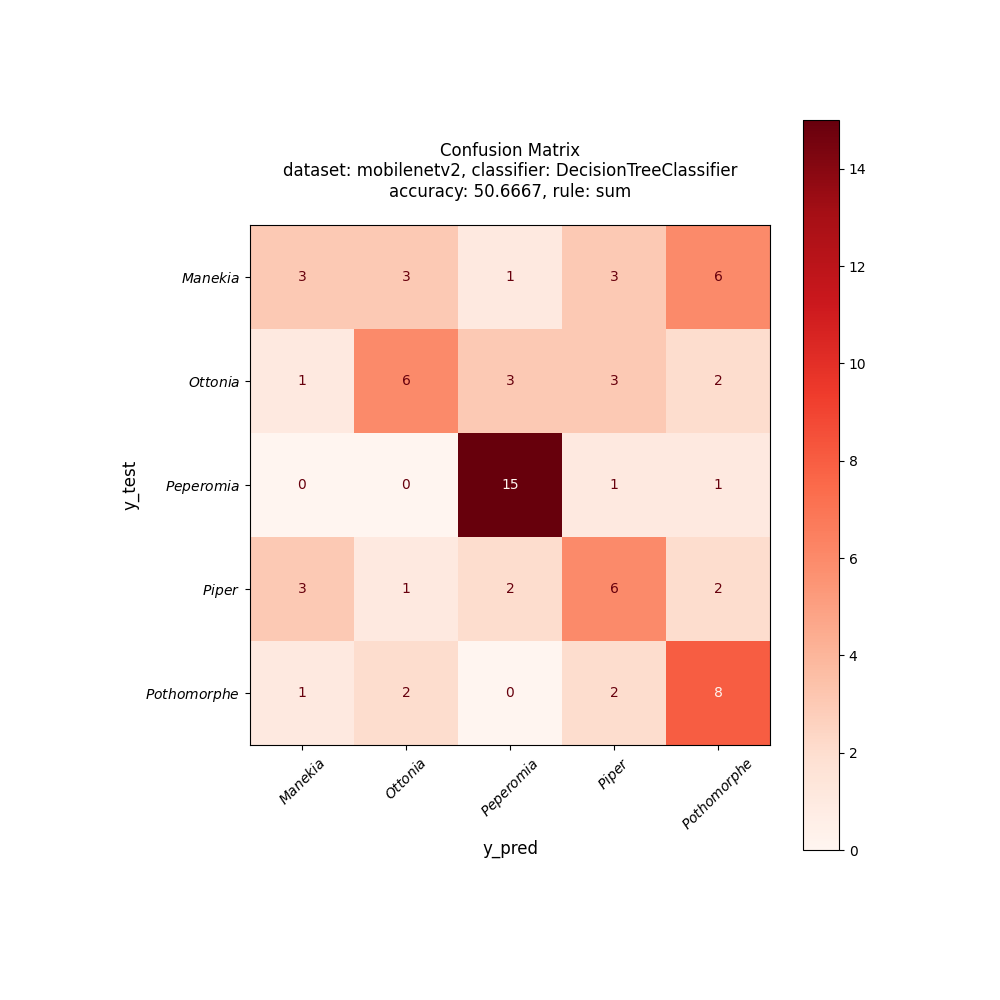 Confusion Matrix
dataset: mobilenetv2, classifier: DecisionTreeClassifier
accuracy: 50.6667, rule: sum
Manekia 3 3 1 3 6
Ottonia 1 6 3 3 2
Peperomia 0 0 15 1 1
Piper 3 1 2 6 2
Pothomorphe 1 2 0 2 8
y_test
Manekia Ottonia Peperomia Piper Pothomorphe
y_pred
14
12
10
8
6
4
2
0